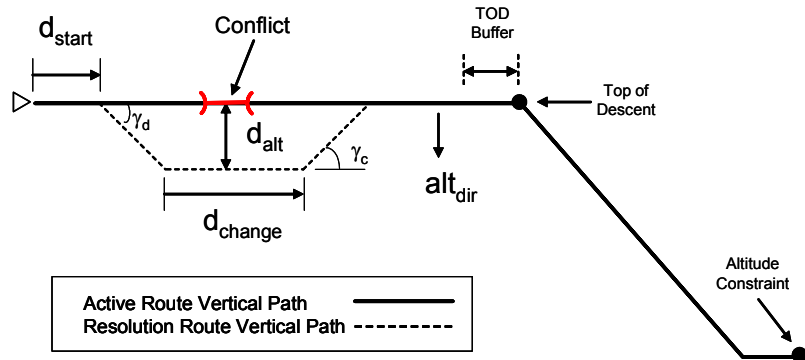 d_start
Conflict
TOD
Buffer
Top of
Descent
γ_d
d_alt
γ_c
alt_dir
d_change
Altitude
Constraint
Active Route Vertical Path
Resolution Route Vertical Path